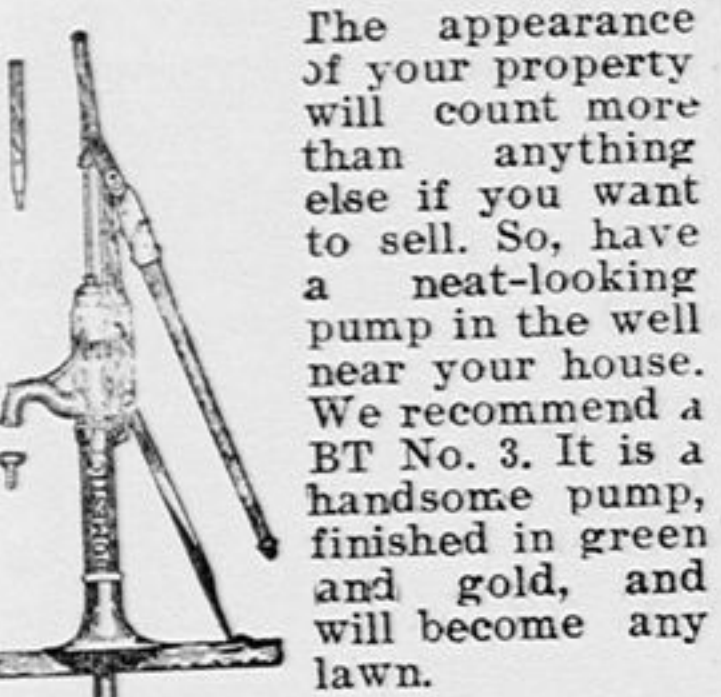 The appearance
of your property
will count more
than anything
else if you want
to sell. So, have
a neat-looking
pump in the well
near your house.
We recommend a
BT No. 3. It is a
handsome pump,
finished in green
and gold, and
will become any
lawn.
DOMESTIC